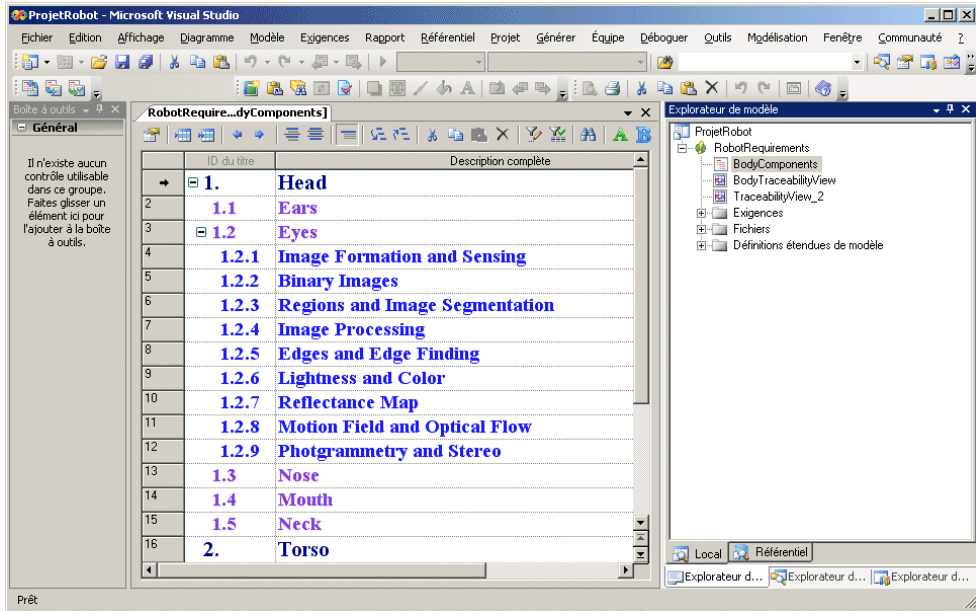 ProjetRobot - Microsoft Visual Studio
Eichier Edition Affichage Diagramme Modèle Exigences Rapport Référentiel Projet Générer Équipe Déboguer Outils Modélisation Fenêtre Communauté ?
Boîte à outils
Général
Il n'existe aucun
contrôle utilisable
dans ce groupe.
Faites glisser un
élément ici pour
l'ajouter à la boîte
à outils.
RobotRequire...dyComponents]
ID du titre Description complète
1. Head
2 1.1 Ears
3 1.2 Eyes
4 1.2.1 Image Formation and Sensing
5 1.2.2 Binary Images
6 1.2.3 Regions and Image Segmentation
7 1.2.4 Image Processing
8 1.2.5 Edges and Edge Finding
9 1.2.6 Lightness and Color
10 1.2.7 Reflectance Map
11 1.2.8 Motion Field and Optical Flow
12 1.2.9 Photgrammetry and Stereo
13 1.3 Nose
14 1.4 Mouth
15 1.5 Neck
16 2. Torso
Explorateur de modèle
ProjetRobot
RobotRequirements
BodyComponents
BodyTraceabilityView
TraceabilityView_2
Exigences
Fichiers
Définitions étendues de modèle
Local Référentiel
Explorateur d... Explorateur d... Explorateur d...
Prêt